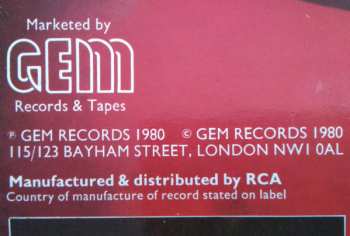 Marketed by
GEM
Records & Tapes
℗ GEM RECORDS 1980 © GEM RECORDS 1980
115/123 BAYHAM STREET, LONDON NW1 0AL
Manufactured & distributed by RCA
Country of manufacture of record stated on label